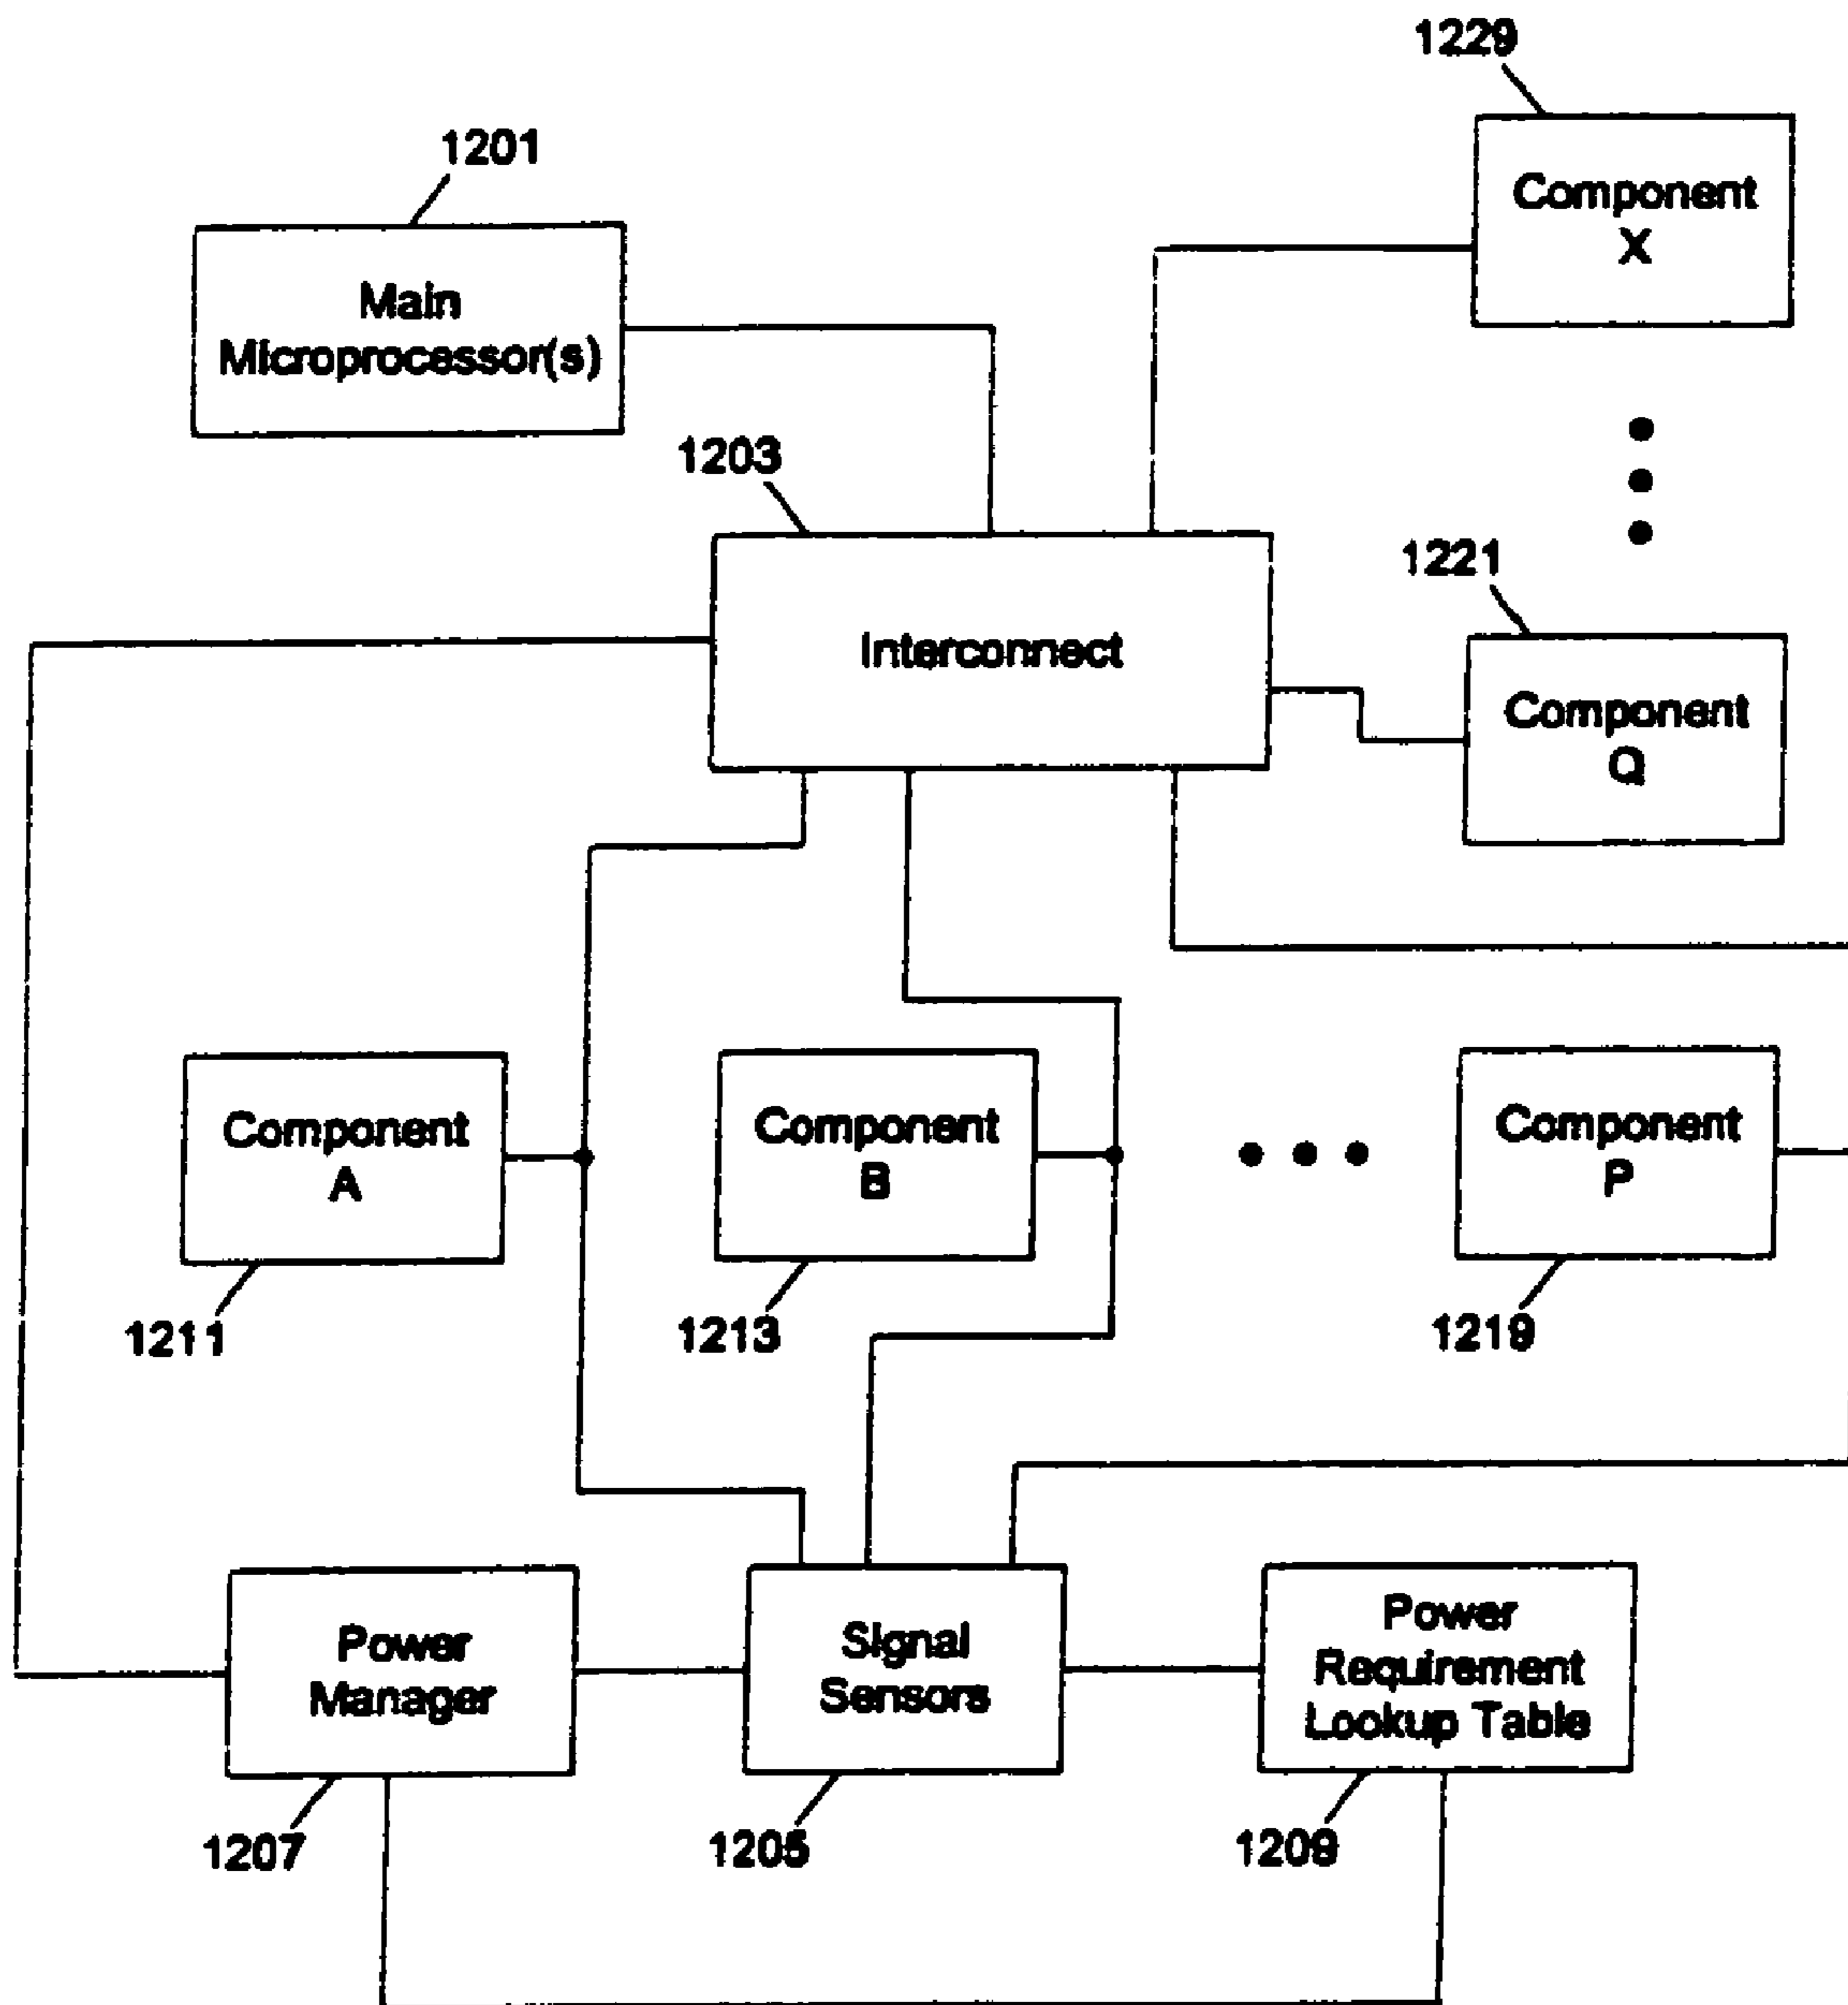 1229
Component
X
1201
Main
Microprocessor(s)
1203
Interconnect
1221
Component
Q
Component
A
1211
Component
B
1213
Component
P
1219
Power
Manager
1207
Signal
Sensors
1205
Power
Requirement
Lookup Table
1209